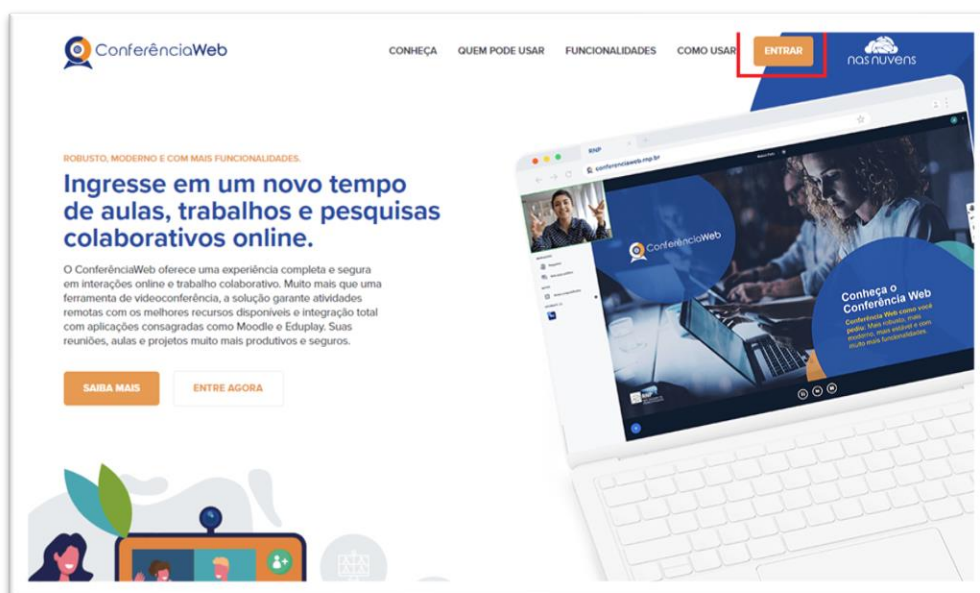 ConferênciaWeb
CONHEÇA QUEM PODE USAR FUNCIONALIDADES COMO USAR ENTRAR
nas nuvens
ROBUSTO, MODERNO E COM MAIS FUNCIONALIDADES.
Ingresse em um novo tempo
de aulas, trabalhos e pesquisas
colaborativos online.
O ConferênciaWeb oferece uma experiência completa e segura
em interações online e trabalho colaborativo. Muito mais que uma
ferramenta de videoconferência, a solução garante atividades
remotas com os melhores recursos disponíveis e integração total
com aplicações consagradas como Moodle e Eduplay. Suas
reuniões, aulas e projetos muito mais produtivos e seguros.
SAIBA MAIS
ENTRE AGORA
RNP
conferenciaweb.rnp.br
ConferênciaWeb
Conheça o
Conferência Web
Conferência Web como você
pediu: Mais robusto, mais
moderno, mais estável e com
muito mais funcionalidades.
RNP